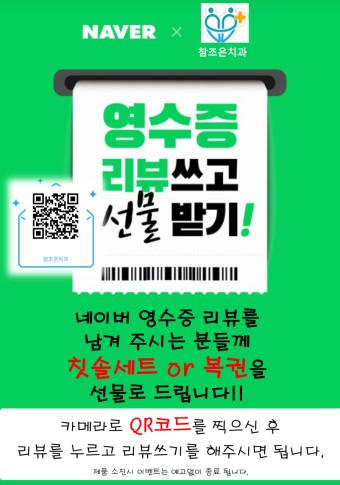 NAVER × 참조은치과
영수증
리뷰쓰고
선물 받기!
참조은치과
네이버 영수증 리뷰를
남겨 주시는 분들께
칫솔세트 or 복권을
선물로 드립니다!!
카메라로 QR코드를 찍으신 후
리뷰를 누르고 리뷰쓰기를 해주시면 됩니다.
제품 소진시 이벤트는 예고없이 종료 됩니다.